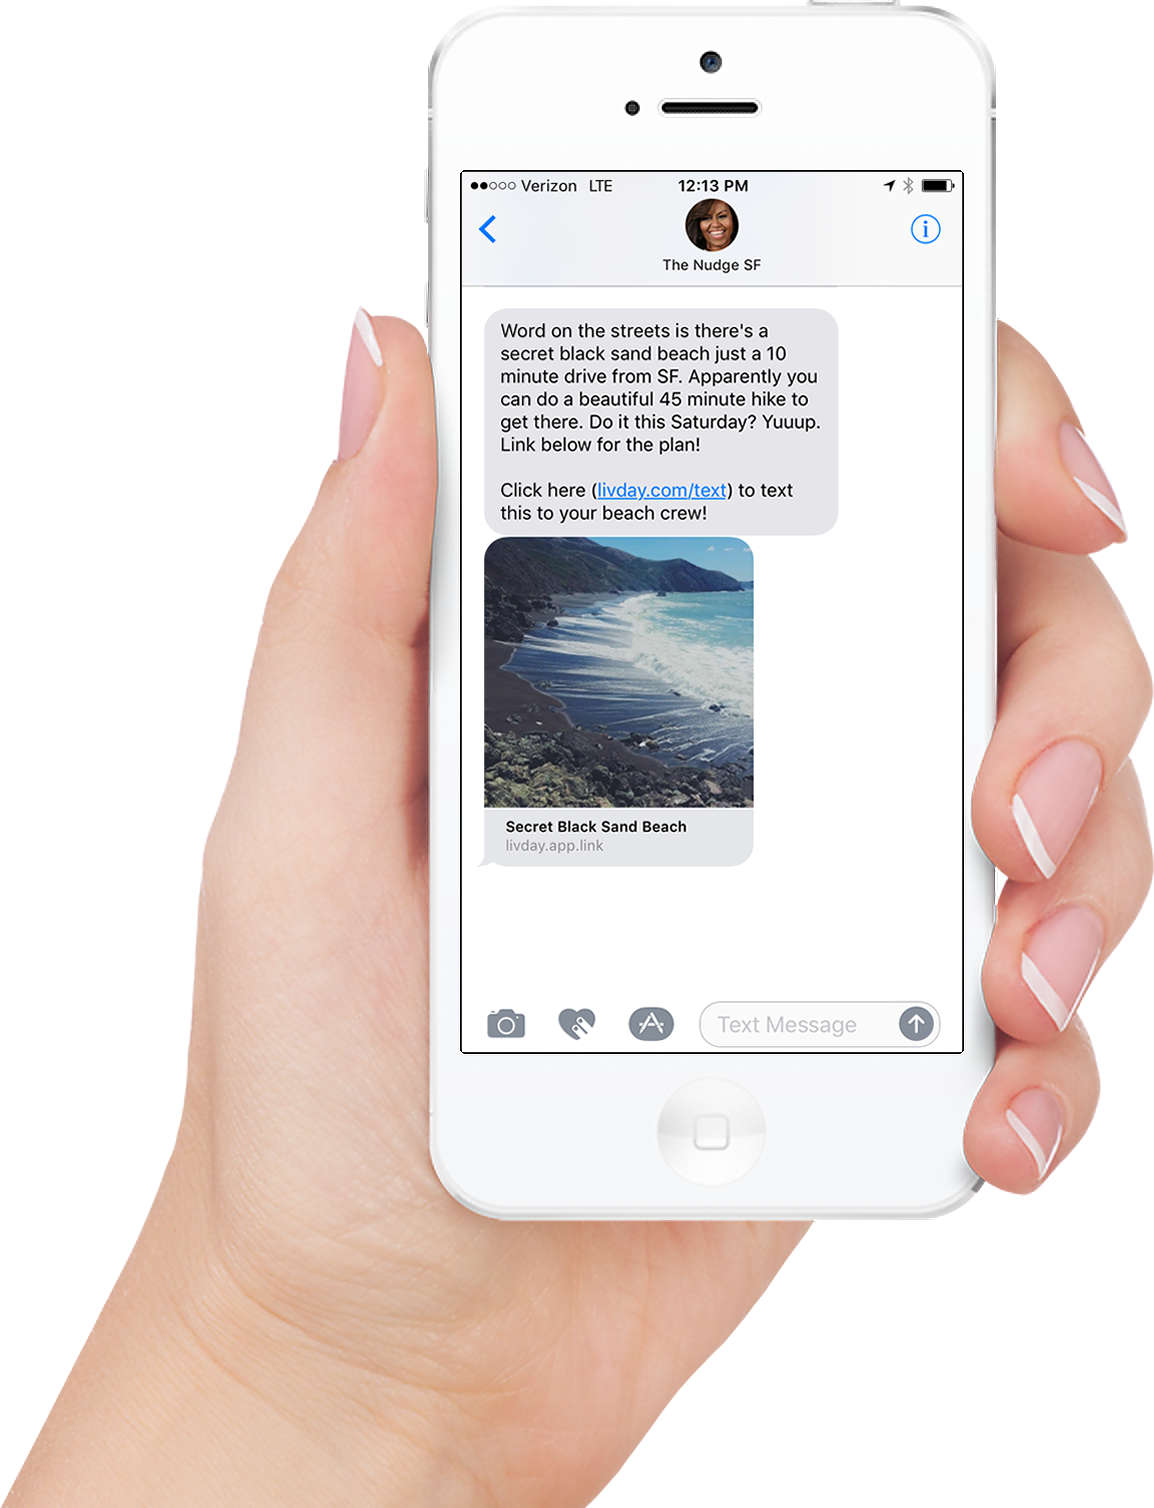 Verizon LTE 12:13 PM
The Nudge SF
Word on the streets is there's a
secret black sand beach just a 10
minute drive from SF. Apparently you
can do a beautiful 45 minute hike to
get there. Do it this Saturday? Yuuup.
Link below for the plan!
Click here (livday.com/text) to text
this to your beach crew!
Secret Black Sand Beach
livday.app.link
Text Message